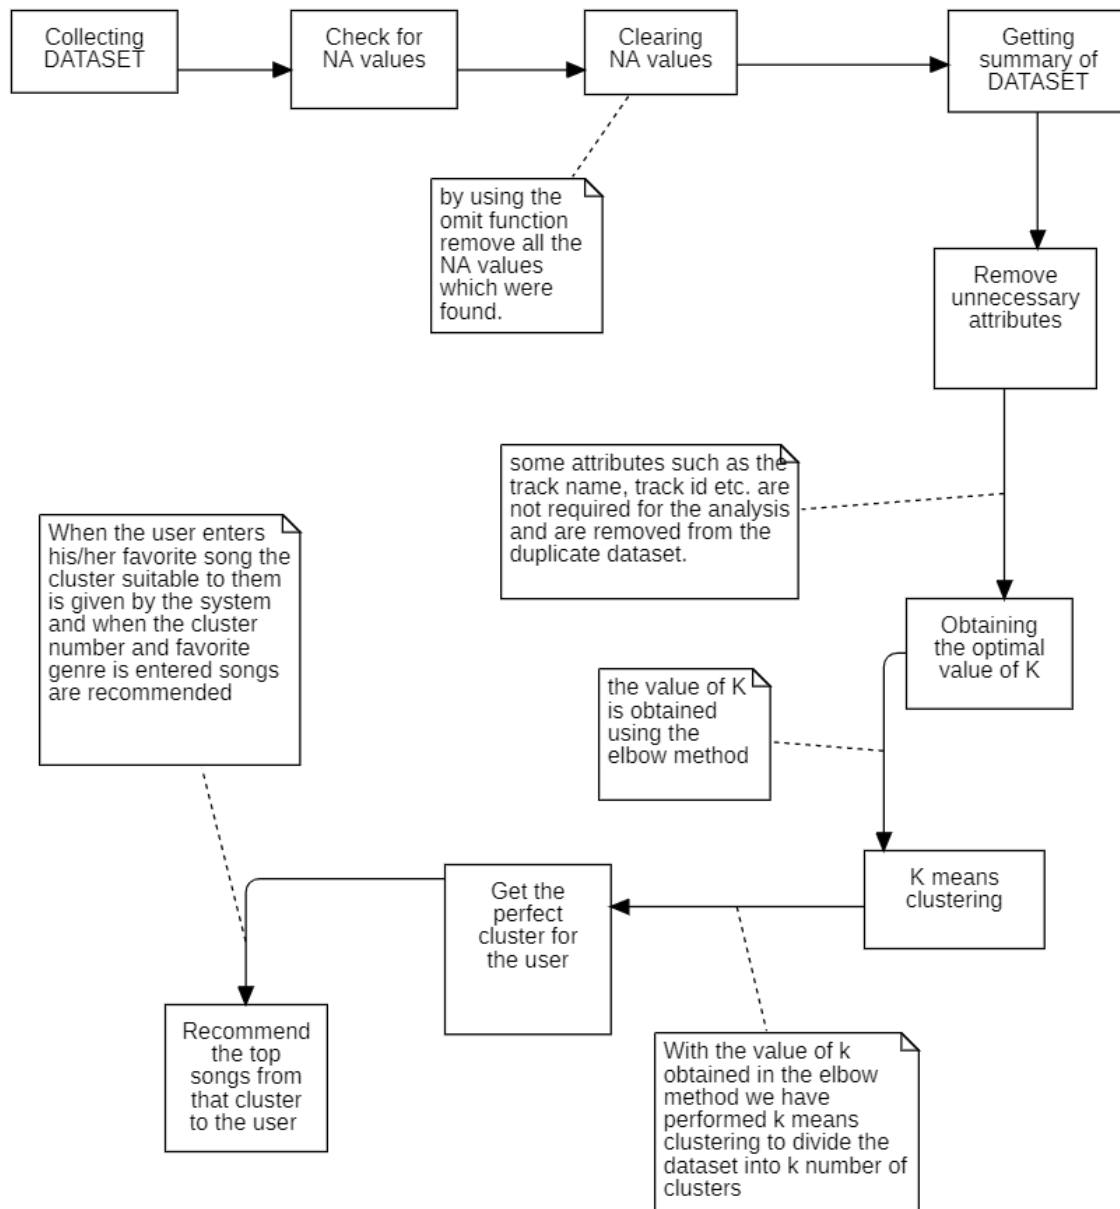 Collecting
DATASET
Check for
NA values
Clearing
NA values
Getting
summary of
DATASET
by using the
omit function
remove all the
NA values
which were
found.
Remove
unnecessary
attributes
some attributes such as the
track name, track id etc. are
not required for the analysis
and are removed from the
duplicate dataset.
When the user enters
his/her favorite song the
cluster suitable to them
is given by the system
and when the cluster
number and favorite
genre is entered songs
are recommended
Obtaining
the optimal
value of K
the value of K
is obtained
using the
elbow method
K means
clustering
Get the
perfect
cluster for
the user
Recommend
the top
songs from
that cluster
to the user
With the value of k
obtained in the elbow
method we have
performed k means
clustering to divide the
dataset into k number of
clusters